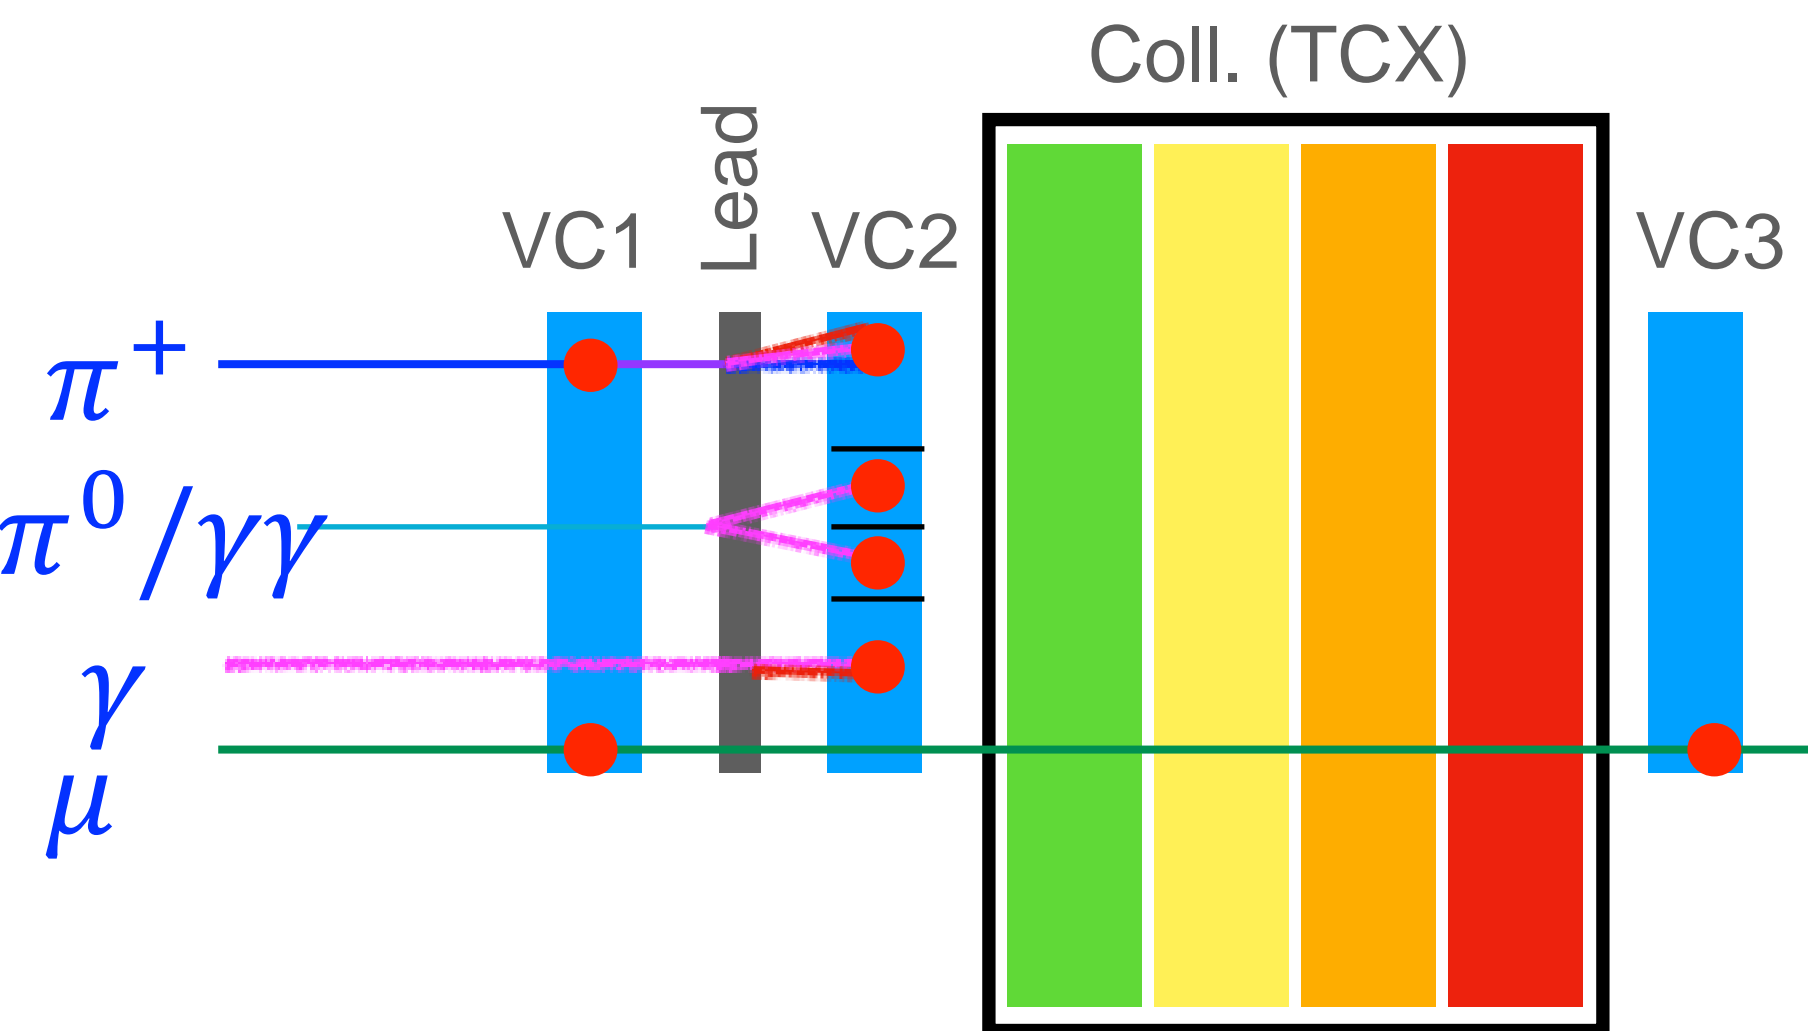 Coll. (TCX)
Lead
VC1
VC2
VC3
π⁺
π⁰/γγ
γ
μ